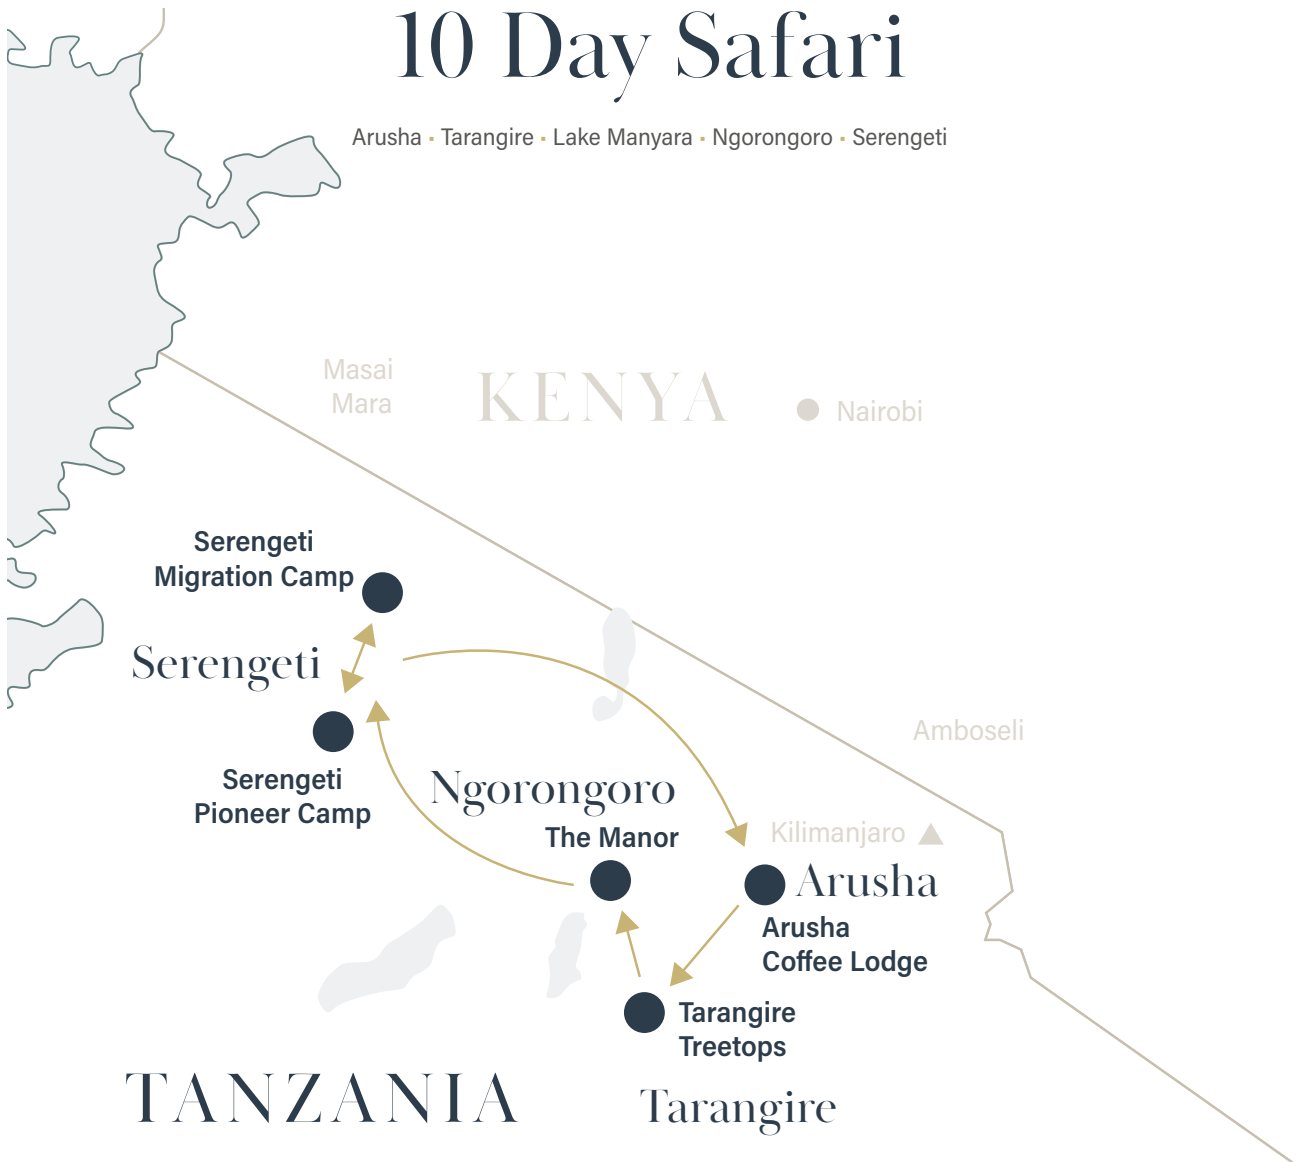 10 Day Safari
Arusha · Tarangire · Lake Manyara · Ngorongoro · Serengeti
Masai
Mara
KENYA
Nairobi
Serengeti
Migration Camp
Serengeti
Serengeti
Pioneer Camp
Amboseli
Ngorongoro
The Manor
Kilimanjaro
Arusha
Arusha
Coffee Lodge
Tarangire
Treetops
TANZANIA
Tarangire